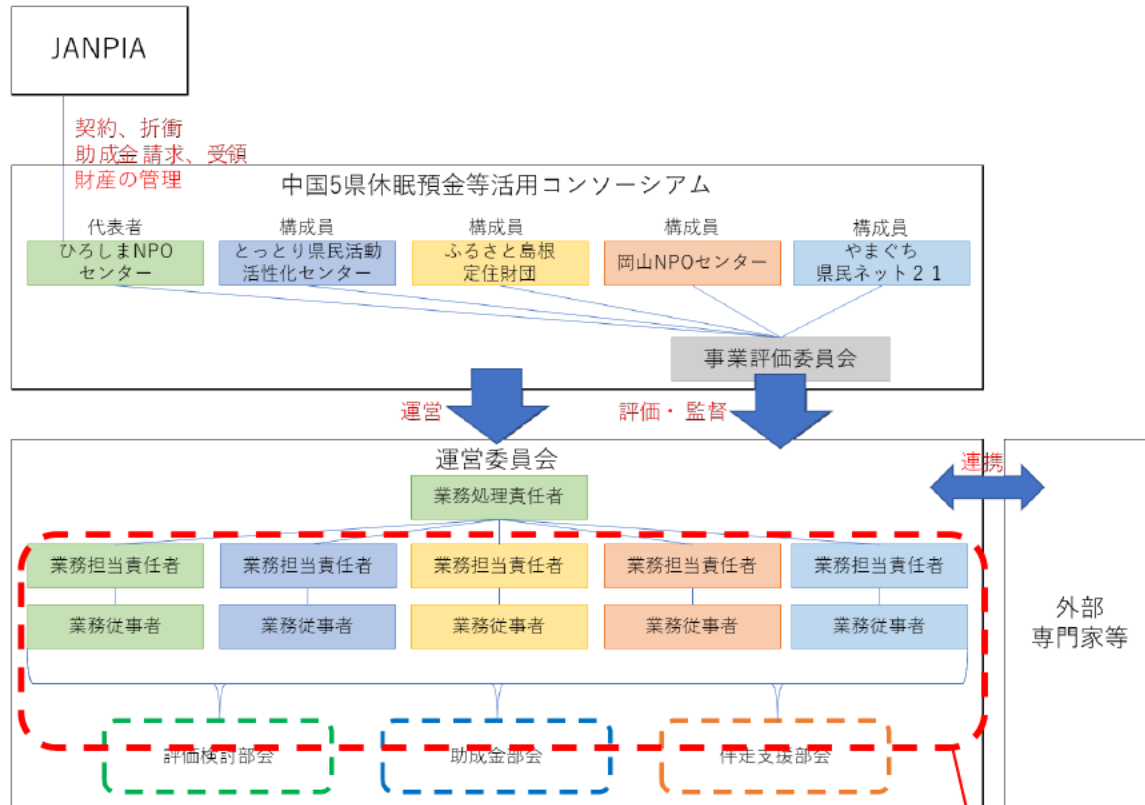 JANPIA
契約、折衝
助成金請求、受領
財産の管理
中国5県休眠預金等活用コンソーシアム
代表者
ひろしまNPO
センター
構成員
とっとり県民活動
活性化センター
構成員
ふるさと島根
定住財団
構成員
岡山NPOセンター
構成員
やまぐち
県民ネット21
事業評価委員会
運営
評価・監督
運営委員会
連携
業務処理責任者
業務担当責任者
業務担当責任者
業務担当責任者
業務担当責任者
業務担当責任者
業務従事者
業務従事者
業務従事者
業務従事者
業務従事者
外部
専門家等
評価検討部会
助成金部会
伴走支援部会